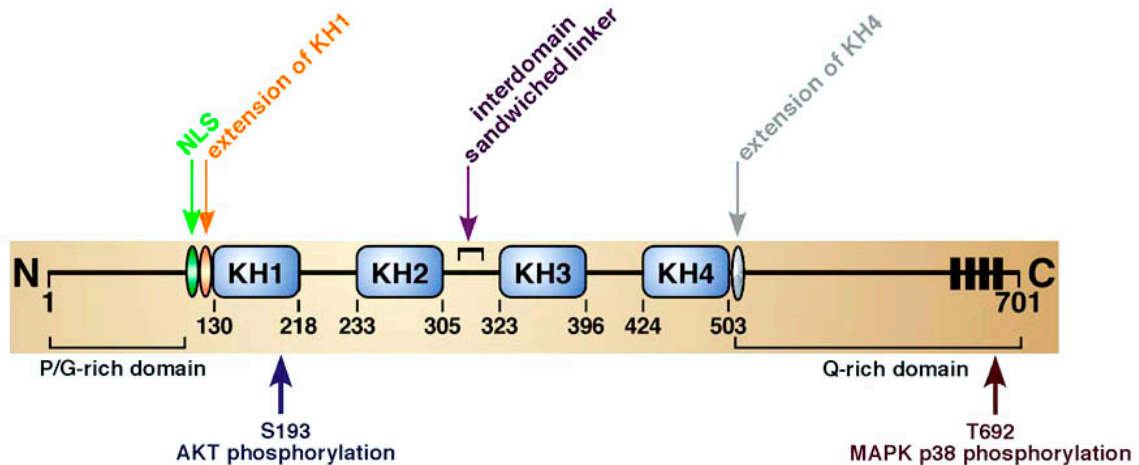 NLS
extension of KH1
interdomain
sandwiched linker
extension of KH4
N
KH1
KH2
KH3
KH4
C
1
130
218
233
305
323
396
424
503
701
P/G-rich domain
Q-rich domain
S193
AKT phosphorylation
T692
MAPK p38 phosphorylation